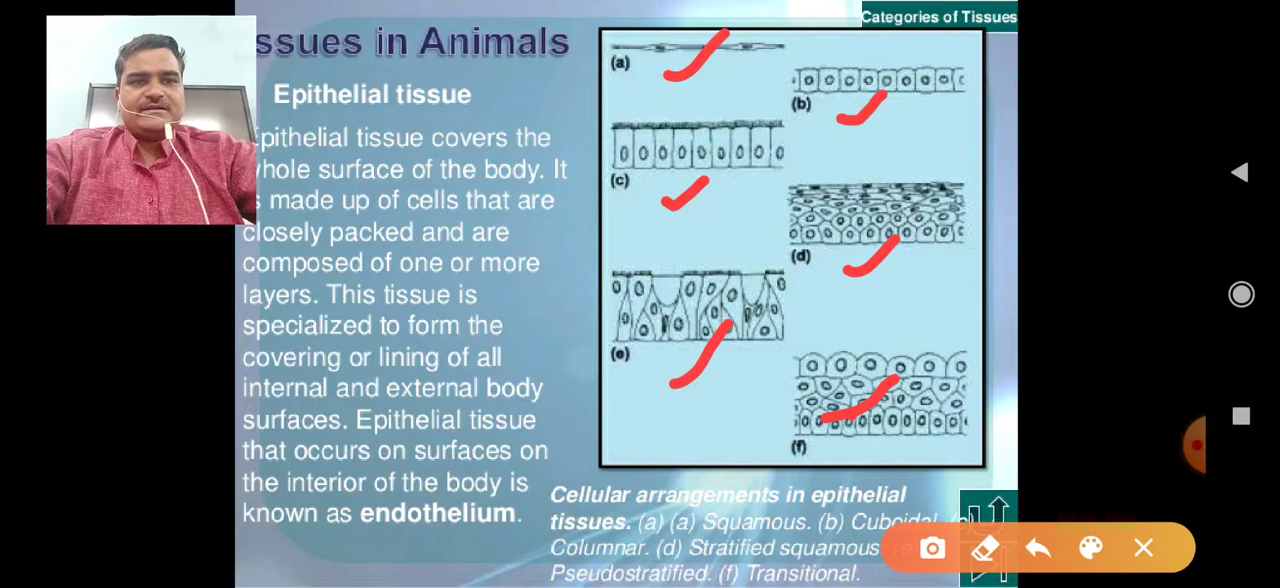 Categories of Tissues
ssues in Animals
Epithelial tissue
Epithelial tissue covers the
whole surface of the body. It
is made up of cells that are
closely packed and are
composed of one or more
layers. This tissue is
specialized to form the
covering or lining of all
internal and external body
surfaces. Epithelial tissue
that occurs on surfaces on
the interior of the body is
known as endothelium.
(a)
(b)
(c)
(d)
(e)
(f)
Cellular arrangements in epithelial
tissues. (a) (a) Squamous. (b) Cuboidal. (c)
Columnar. (d) Stratified squamous
Pseudostratified. (f) Transitional.